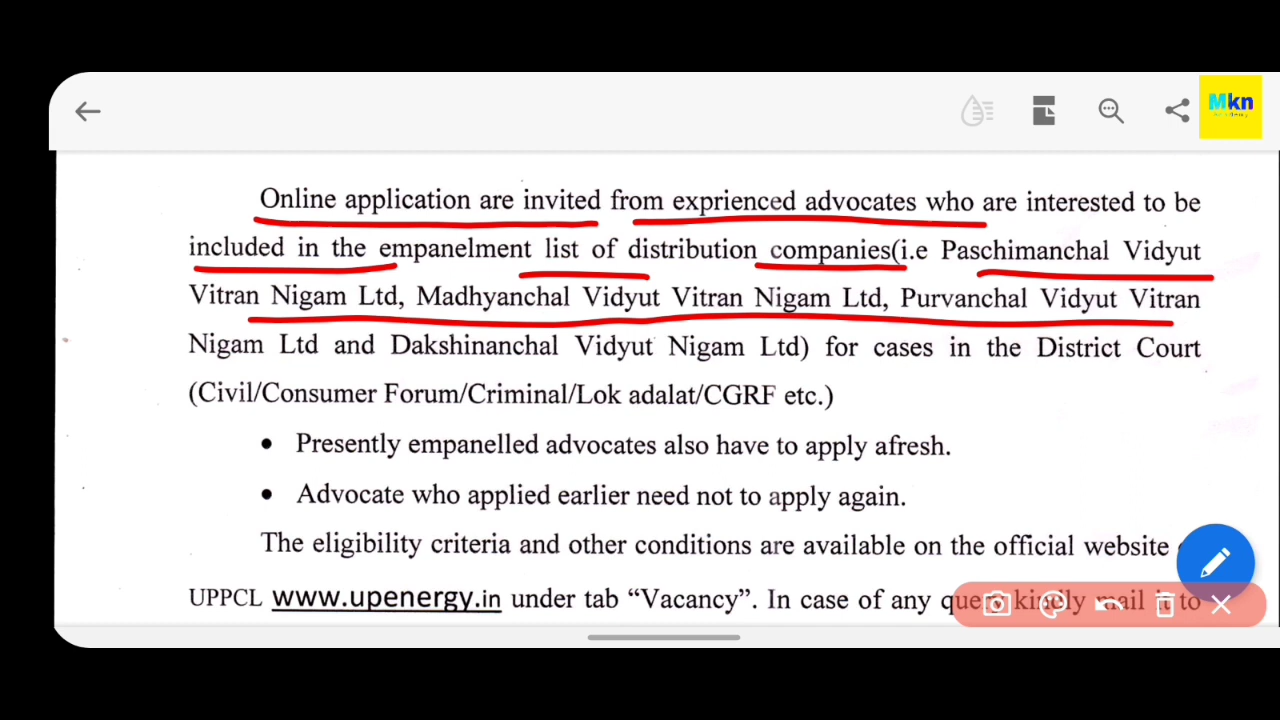 Mkn
Online application are invited from exprienced advocates who are interested to be
included in the empanelment list of distribution companies(i.e Paschimanchal Vidyut
Vitran Nigam Ltd, Madhyanchal Vidyut Vitran Nigam Ltd, Purvanchal Vidyut Vitran
Nigam Ltd and Dakshinanchal Vidyut Nigam Ltd) for cases in the District Court
(Civil/Consumer Forum/Criminal/Lok adalat/CGRF etc.)
• Presently empanelled advocates also have to apply afresh.
• Advocate who applied earlier need not to apply again.
The eligibility criteria and other conditions are available on the official website
UPPCL www.upenergy.in under tab “Vacancy”. In case of any query kindly mail it to